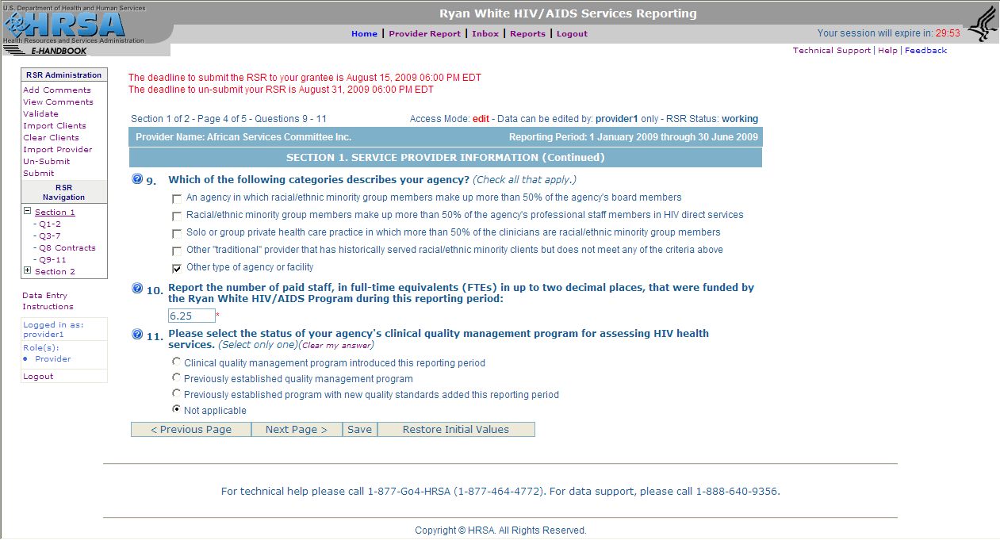 U.S. Department of Health and Human Services
HRSA
Health Resources and Services Administration
E-HANDBOOK
Ryan White HIV/AIDS Services Reporting
Home | Provider Report | Inbox | Reports | Logout
Your session will expire in: 29:53
Technical Support | Help | Feedback
RSR Administration
Add Comments
View Comments
Validate
Import Clients
Clear Clients
Import Provider
Un-Submit
Submit
RSR
Navigation
Section 1
- Q1-2
- Q3-7
- Q8 Contracts
- Q9-11
Section 2
Data Entry
Instructions
Logged in as:
provider1
Role(s):
Provider
Logout
The deadline to submit the RSR to your grantee is August 15, 2009 06:00 PM EDT
The deadline to un-submit your RSR is August 31, 2009 06:00 PM EDT
Section 1 of 2 - Page 4 of 5 - Questions 9 - 11 Access Mode: edit - Data can be edited by: provider1 only - RSR Status: working
Provider Name: African Services Committee Inc. Reporting Period: 1 January 2009 through 30 June 2009
SECTION 1. SERVICE PROVIDER INFORMATION (Continued)
9. Which of the following categories describes your agency? (Check all that apply.)
An agency in which racial/ethnic minority group members make up more than 50% of the agency's board members
Racial/ethnic minority group members make up more than 50% of the agency's professional staff members in HIV direct services
Solo or group private health care practice in which more than 50% of the clinicians are racial/ethnic minority group members
Other "traditional" provider that has historically served racial/ethnic minority clients but does not meet any of the criteria above
Other type of agency or facility
10. Report the number of paid staff, in full-time equivalents (FTEs) in up to two decimal places, that were funded by
the Ryan White HIV/AIDS Program during this reporting period:
6.25 *
11. Please select the status of your agency's clinical quality management program for assessing HIV health
services. (Select only one)(Clear my answer)
Clinical quality management program introduced this reporting period
Previously established quality management program
Previously established program with new quality standards added this reporting period
Not applicable
< Previous Page Next Page > Save Restore Initial Values
For technical help please call 1-877-Go4-HRSA (1-877-464-4772). For data support, please call 1-888-640-9356.
Copyright © HRSA. All Rights Reserved.